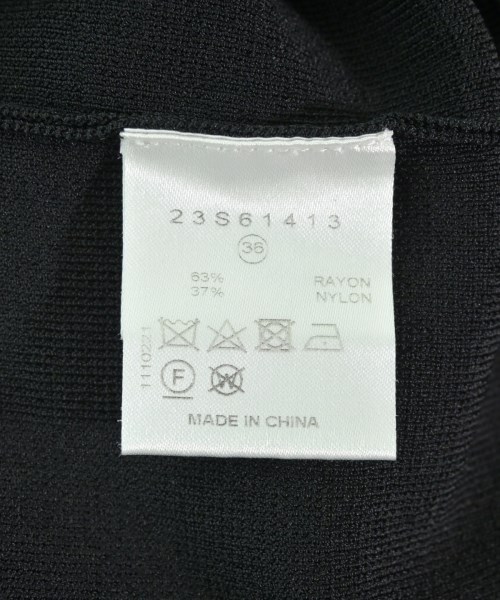 23S61413
36
63% RAYON
37% NYLON
1110221
F W
MADE IN CHINA